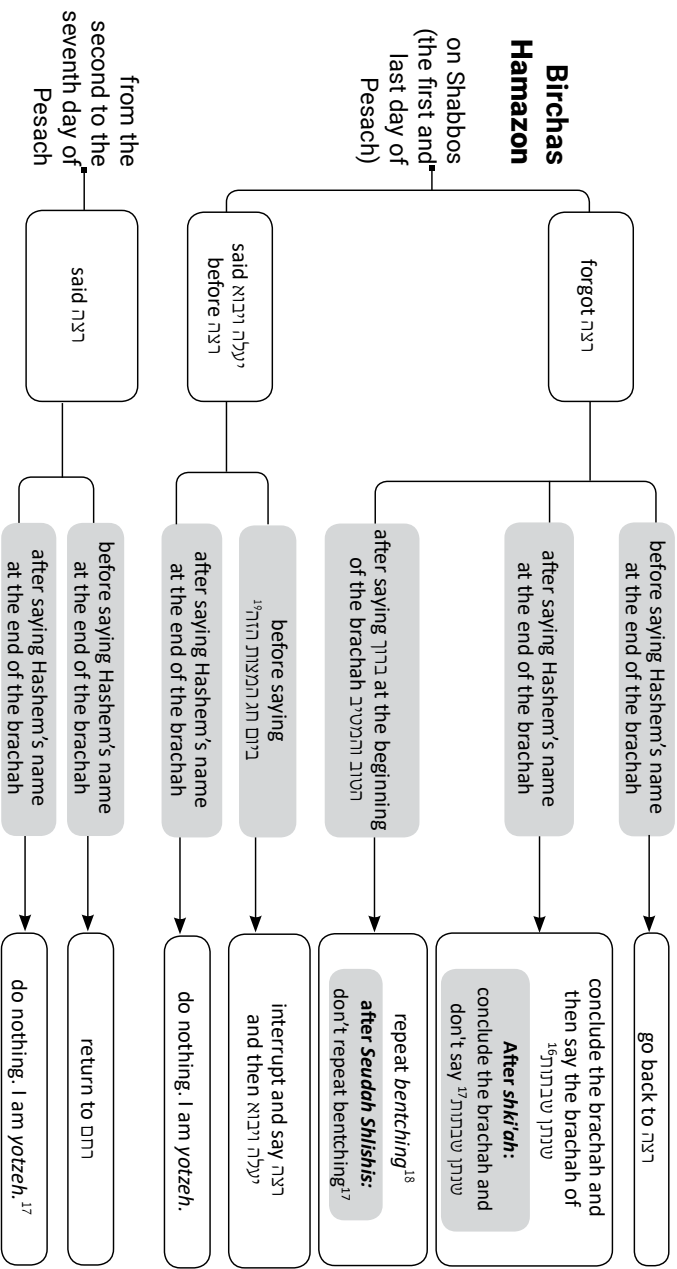 Birchas
Hamazon
on Shabbos
(the first and
last day of
Pesach)
forgot רצה
before saying Hashem's name
at the end of the brachah
go back to רצה
after saying Hashem's name
at the end of the brachah
conclude the brachah and
then say the brachah of
שנתן שבתות16
After shki'ah:
conclude the brachah and
don't say שנתן שבתות17
after saying ברוך at the beginning
of the brachah הטוב והמטיב
repeat bentching18
after Seudah Shlishis:
don't repeat bentching17
said יעלה ויבוא
before רצה
before saying
ביום חג המצות הזה19
interrupt and say רצה
and then יעלה ויבוא
after saying Hashem's name
at the end of the brachah
do nothing. I am yotzeh.
from the
second to the
seventh day of
Pesach
said רצה
before saying Hashem's name
at the end of the brachah
return to רחם
after saying Hashem's name
at the end of the brachah
do nothing. I am yotzeh.17